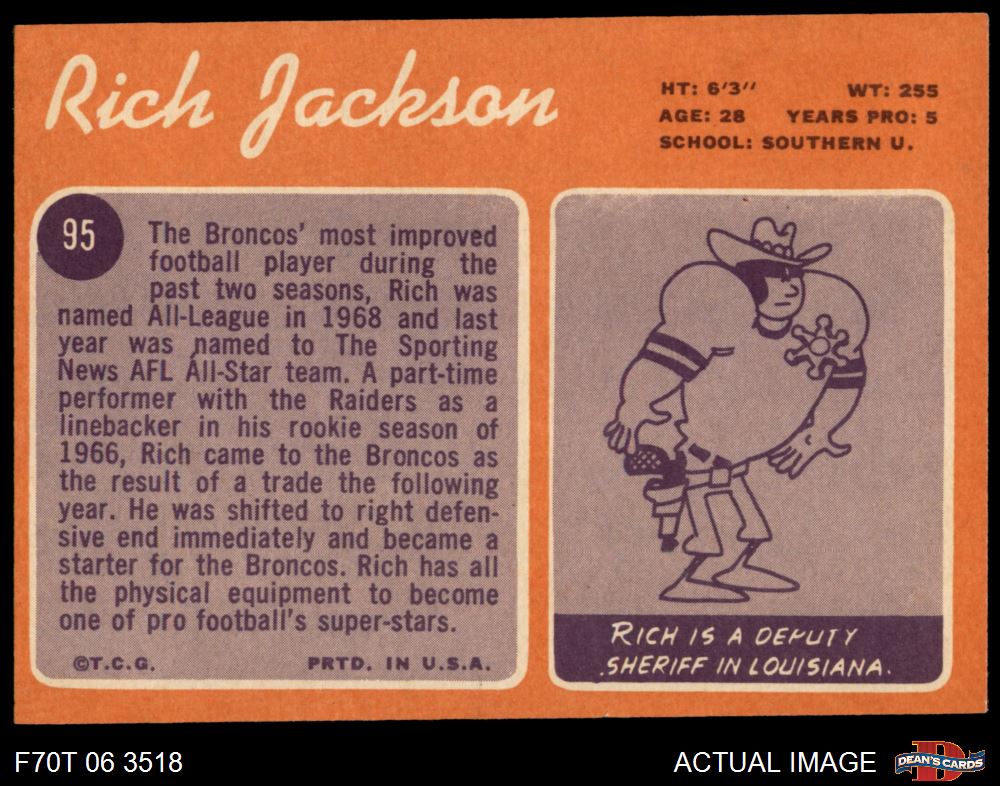 Rich Jackson
HT: 6'3" WT: 255
AGE: 28 YEARS PRO: 5
SCHOOL: SOUTHERN U.
95
The Broncos' most improved
football player during the
past two seasons, Rich was
named All-League in 1968 and last
year was named to The Sporting
News AFL All-Star team. A part-time
performer with the Raiders as a
linebacker in his rookie season of
1966, Rich came to the Broncos as
the result of a trade the following
year. He was shifted to right defen-
sive end immediately and became a
starter for the Broncos. Rich has all
the physical equipment to become
one of pro football's super-stars.
©T.C.G. PRTD. IN U.S.A.
RICH IS A DEPUTY
SHERIFF IN LOUISIANA.
F70T 06 3518
ACTUAL IMAGE
D
DEAN'S CARDS